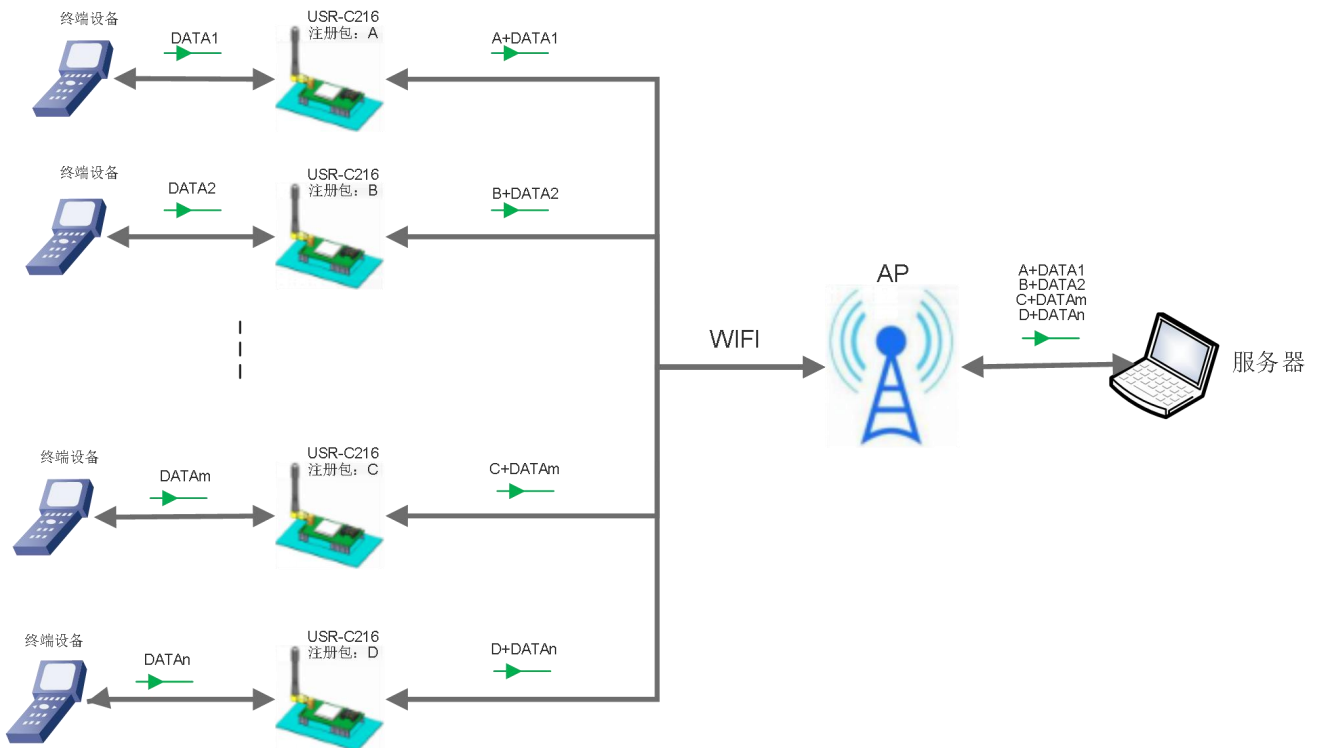 终端设备
DATA1
USR-C216
注册包：A
A+DATA1
终端设备
DATA2
USR-C216
注册包：B
B+DATA2
WIFI
AP
A+DATA1
B+DATA2
C+DATAm
D+DATAn
服务器
终端设备
DATAm
USR-C216
注册包：C
C+DATAm
终端设备
DATAn
USR-C216
注册包：D
D+DATAn